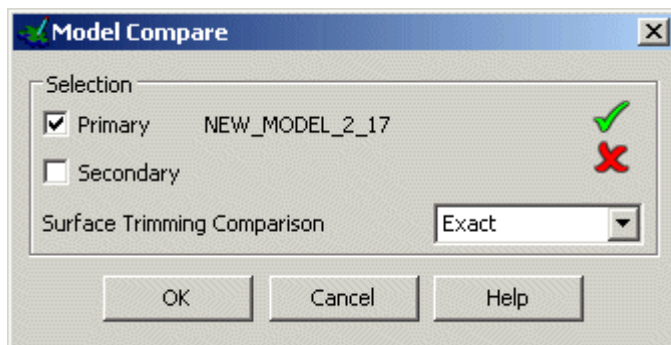 Model Compare
Selection
Primary NEW_MODEL_2_17
Secondary
Surface Trimming Comparison Exact
OK Cancel Help